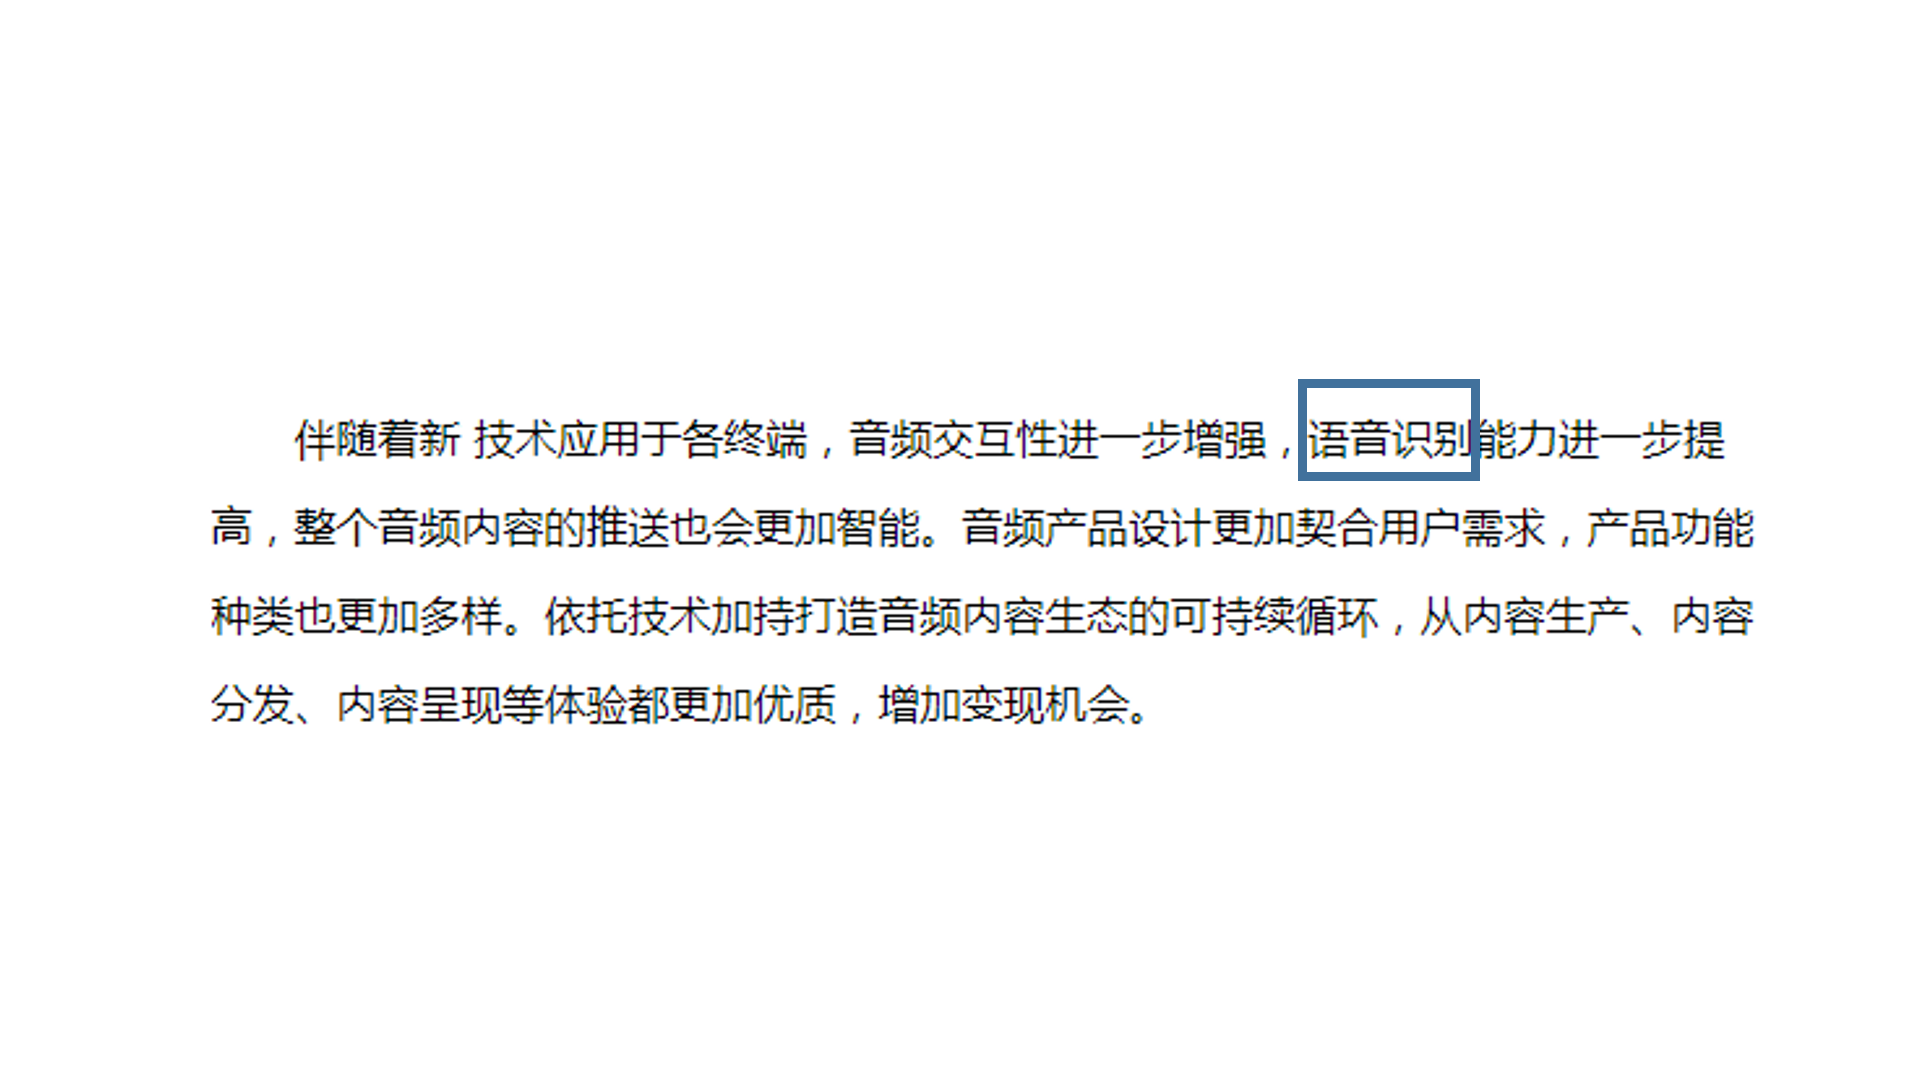 伴随着新 技术应用于各终端，音频交互性进一步增强，语音识别能力进一步提
高，整个音频内容的推送也会更加智能。音频产品设计更加契合用户需求，产品功能
种类也更加多样。依托技术加持打造音频内容生态的可持续循环，从内容生产、内容
分发、内容呈现等体验都更加优质，增加变现机会。